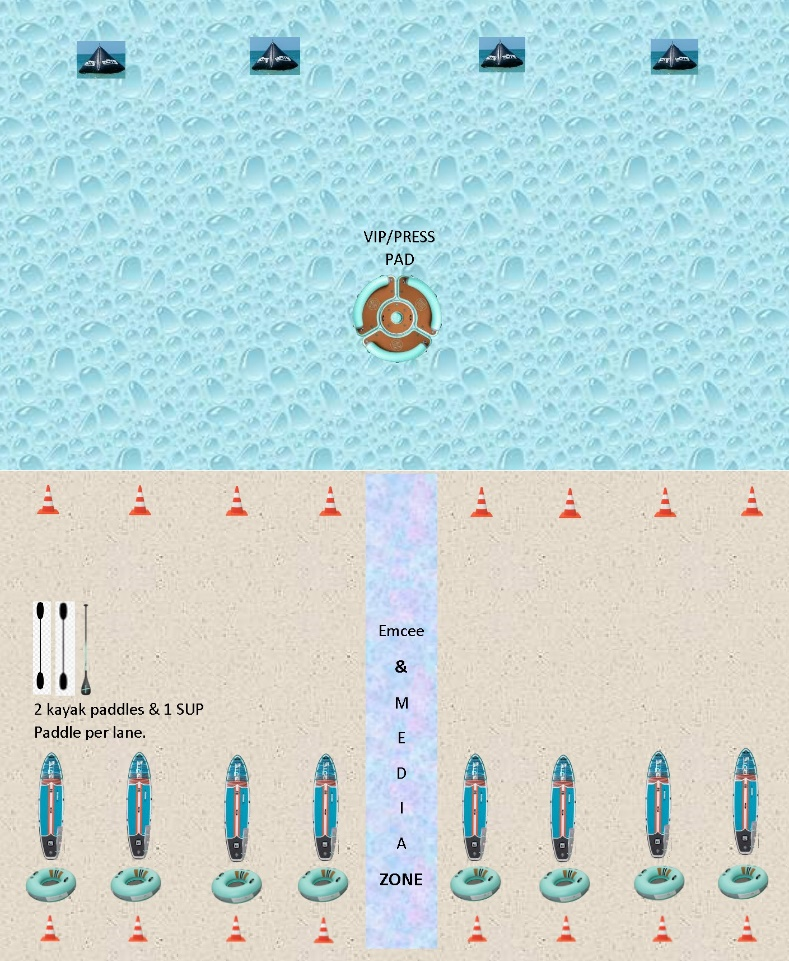 VIP/PRESS
PAD
Emcee
&
M
E
D
I
A
ZONE
2 kayak paddles & 1 SUP
Paddle per lane.